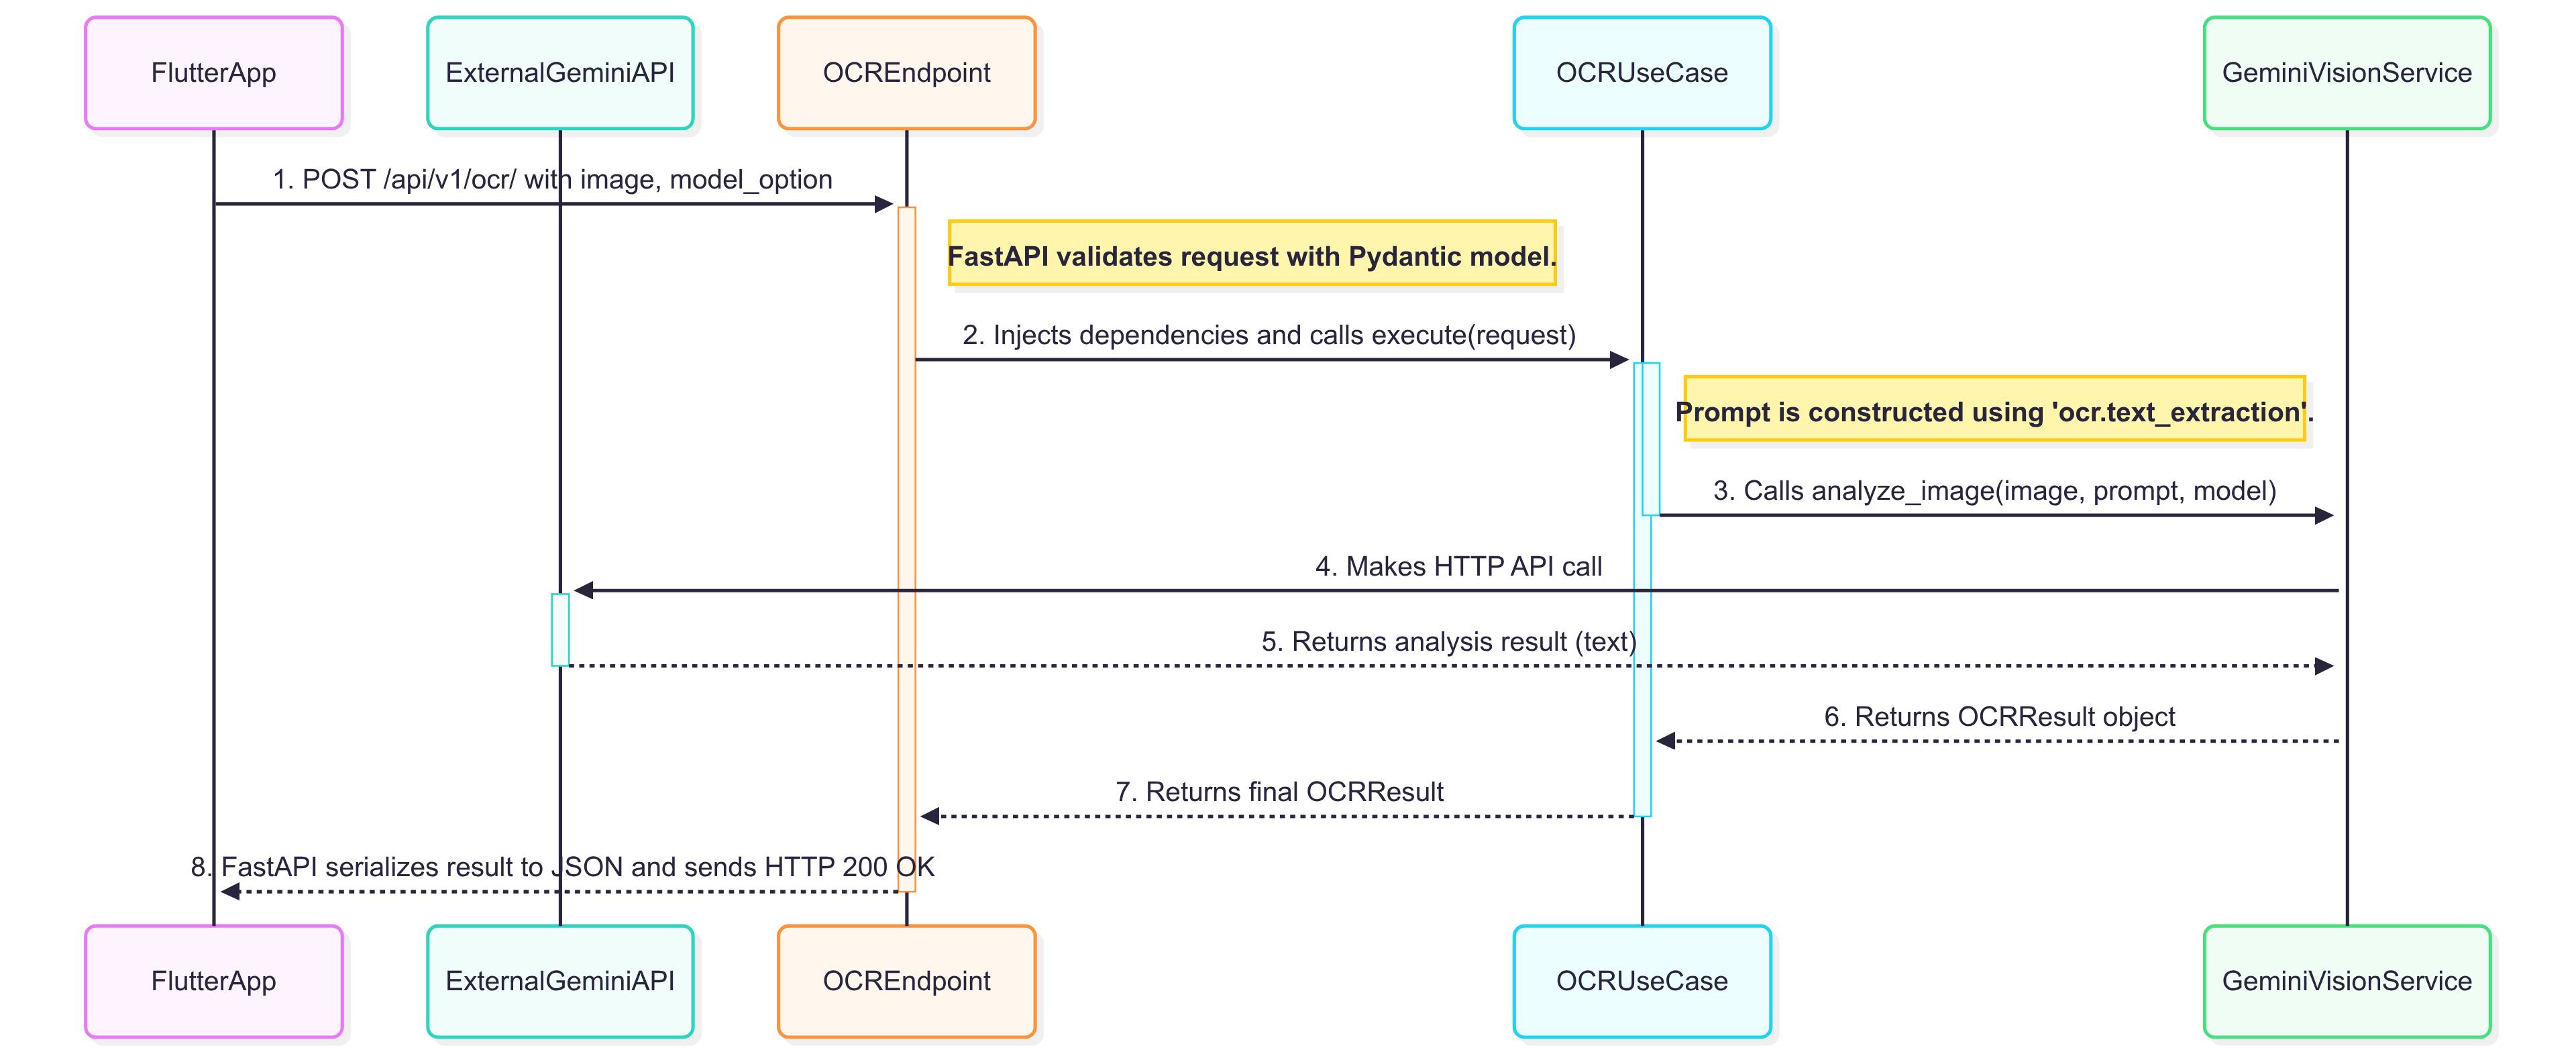 FlutterApp
ExternalGeminiAPI
OCREndpoint
OCRUseCase
GeminiVisionService
1. POST /api/v1/ocr/ with image, model_option
FastAPI validates request with Pydantic model.
2. Injects dependencies and calls execute(request)
Prompt is constructed using 'ocr.text_extraction'.
3. Calls analyze_image(image, prompt, model)
4. Makes HTTP API call
5. Returns analysis result (text)
6. Returns OCRResult object
7. Returns final OCRResult
8. FastAPI serializes result to JSON and sends HTTP 200 OK
FlutterApp
ExternalGeminiAPI
OCREndpoint
OCRUseCase
GeminiVisionService